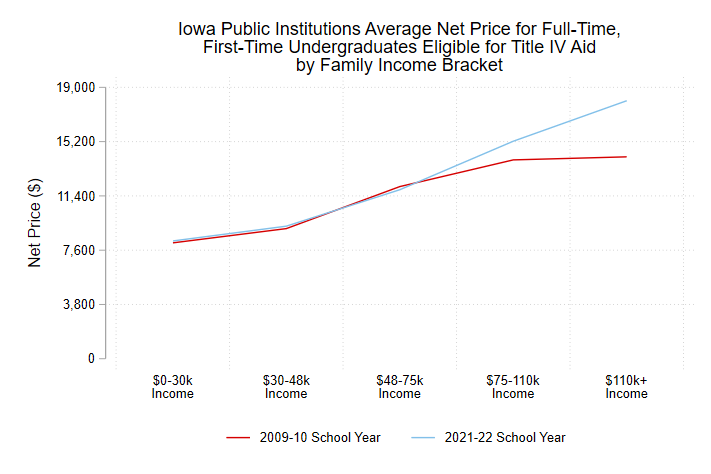 Iowa Public Institutions Average Net Price for Full-Time,
First-Time Undergraduates Eligible for Title IV Aid
by Family Income Bracket
Net Price ($)
19,000
15,200
11,400
7,600
3,800
0
$0-30k
Income
$30-48k
Income
$48-75k
Income
$75-110k
Income
$110k+
Income
2009-10 School Year
2021-22 School Year